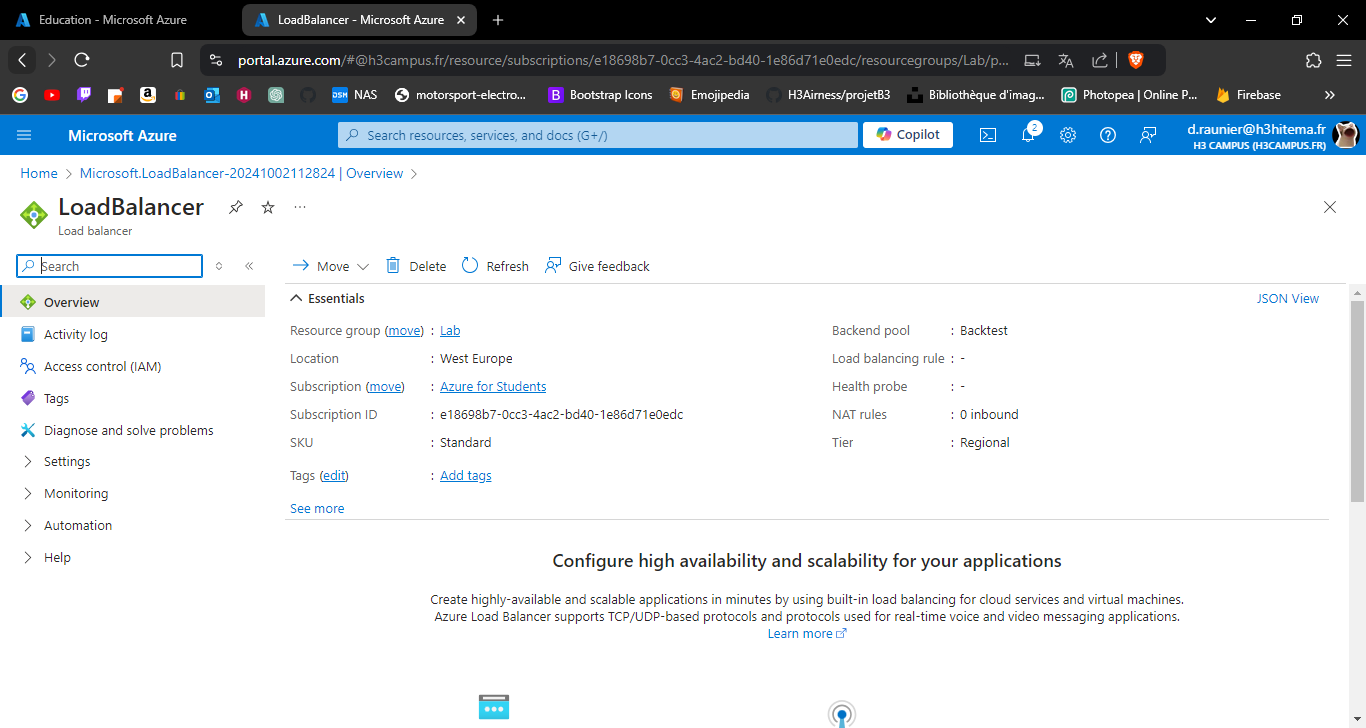 Education - Microsoft Azure
LoadBalancer - Microsoft Azure
portal.azure.com/#@h3campus.fr/resource/subscriptions/e18698b7-0cc3-4ac2-bd40-1e86d71e0edc/resourcegroups/Lab/p...
DSM NAS
motorsport-electro...
B Bootstrap Icons
Emojipedia
H3Airness/projetB3
Bibliothèque d'imag...
Photopea | Online P...
Firebase
Microsoft Azure
Search resources, services, and docs (G+/)
Copilot
2
d.raunier@h3hitema.fr
H3 CAMPUS (H3CAMPUS.FR)
Home > Microsoft.LoadBalancer-20241002112824 | Overview >
LoadBalancer
Load balancer
Search
Move
Delete
Refresh
Give feedback
Overview
Activity log
Access control (IAM)
Tags
Diagnose and solve problems
Settings
Monitoring
Automation
Help
Essentials
JSON View
Resource group (move) : Lab
Location : West Europe
Subscription (move) : Azure for Students
Subscription ID : e18698b7-0cc3-4ac2-bd40-1e86d71e0edc
SKU : Standard
Tags (edit) : Add tags
See more
Backend pool : Backtest
Load balancing rule : -
Health probe : -
NAT rules : 0 inbound
Tier : Regional
Configure high availability and scalability for your applications
Create highly-available and scalable applications in minutes by using built-in load balancing for cloud services and virtual machines.
Azure Load Balancer supports TCP/UDP-based protocols and protocols used for real-time voice and video messaging applications.
Learn more